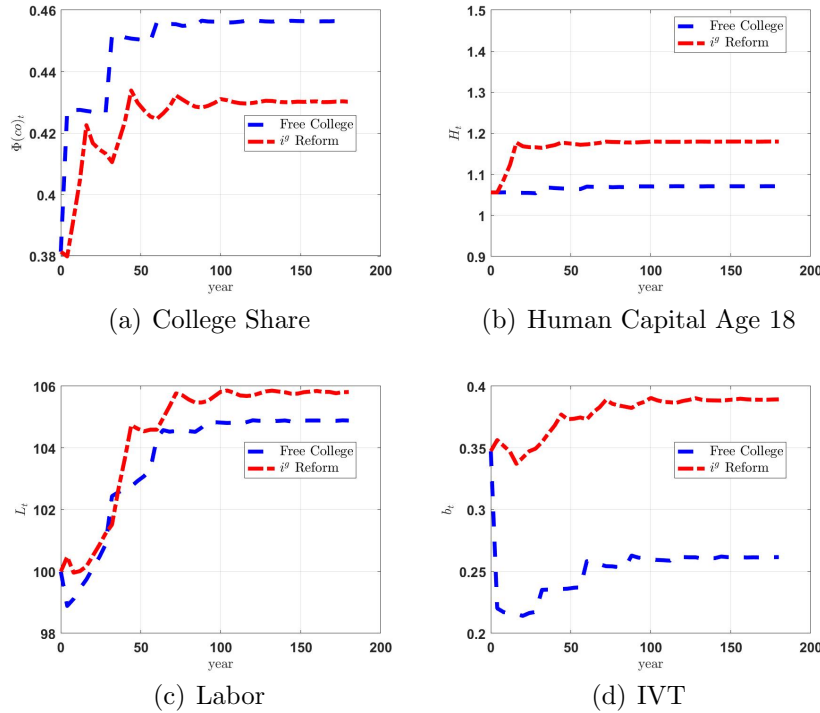 0.46
0.44
0.42
0.4
0.38
Φ(co)ₜ
Free College
iᵍ Reform
0 50 100 150 200
year
(a) College Share
1.5
1.4
1.3
1.2
1.1
1
0.9
Hₜ
Free College
iᵍ Reform
0 50 100 150 200
year
(b) Human Capital Age 18
106
104
102
100
98
Lₜ
Free College
iᵍ Reform
0 50 100 150 200
year
(c) Labor
0.4
0.35
0.3
0.25
0.2
bₜ
Free College
iᵍ Reform
0 50 100 150 200
year
(d) IVT